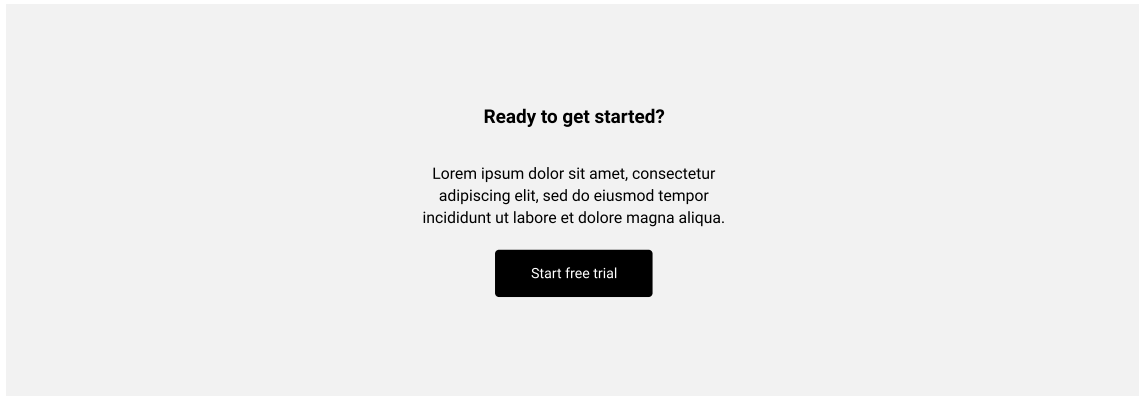 Ready to get started?
Lorem ipsum dolor sit amet, consectetur
adipiscing elit, sed do eiusmod tempor
incididunt ut labore et dolore magna aliqua.
Start free trial